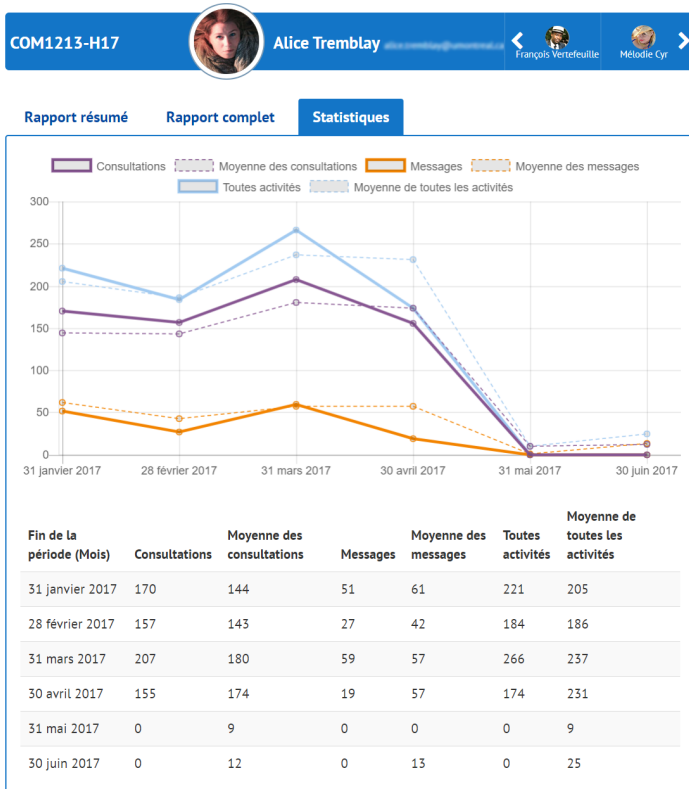 COM1213-H17
Alice Tremblay
François Vertefeuille
Mélodie Cyr
Rapport résumé Rapport complet Statistiques
Consultations Moyenne des consultations Messages Moyenne des messages
Toutes activités Moyenne de toutes les activités
300
250
200
150
100
50
0
31 janvier 2017 28 février 2017 31 mars 2017 30 avril 2017 31 mai 2017 30 juin 2017
Fin de la période (Mois) Consultations Moyenne des consultations Messages Moyenne des messages Toutes activités Moyenne de toutes les activités
31 janvier 2017 170 144 51 61 221 205
28 février 2017 157 143 27 42 184 186
31 mars 2017 207 180 59 57 266 237
30 avril 2017 155 174 19 57 174 231
31 mai 2017 0 9 0 0 0 9
30 juin 2017 0 12 0 13 0 25